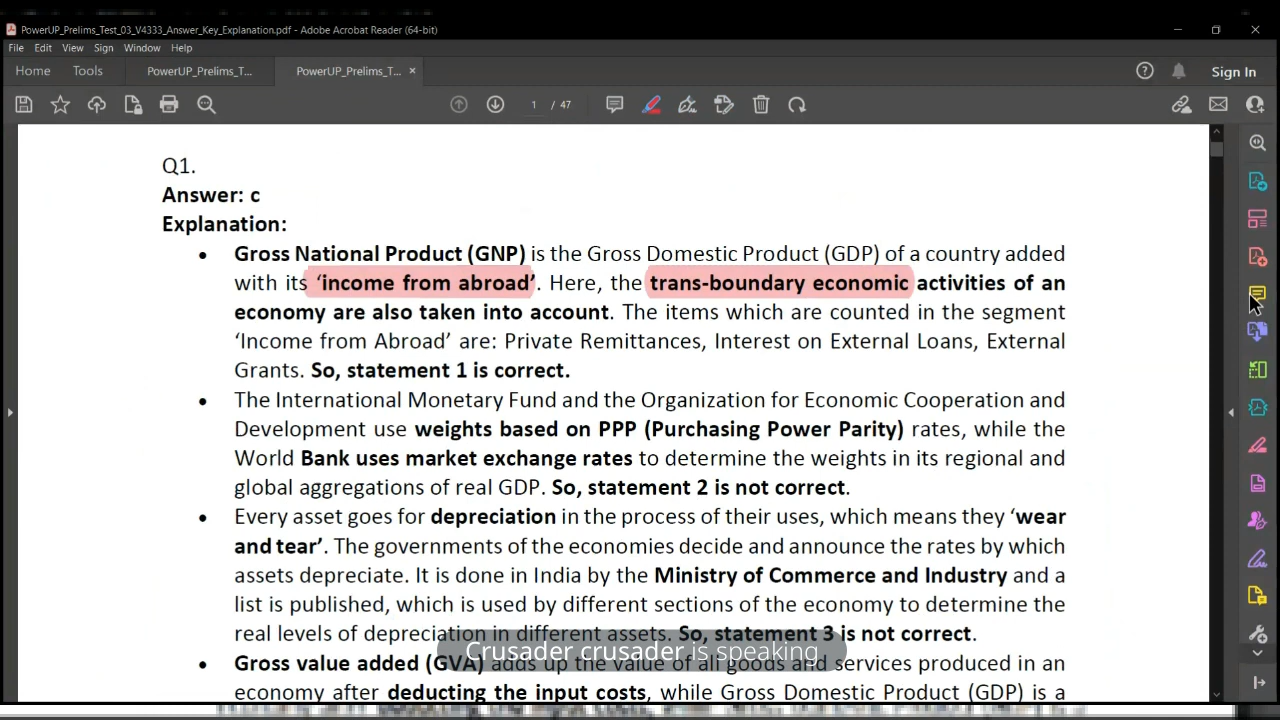 PowerUP_Prelims_Test_03_V4333_Answer_Key_Explanation.pdf - Adobe Acrobat Reader (64-bit)
File Edit View Sign Window Help
Home Tools PowerUP_Prelims_T... PowerUP_Prelims_T... × Sign In
1 / 47
Q1.
Answer: c
Explanation:
• Gross National Product (GNP) is the Gross Domestic Product (GDP) of a country added
with its ‘income from abroad’. Here, the trans-boundary economic activities of an
economy are also taken into account. The items which are counted in the segment
‘Income from Abroad’ are: Private Remittances, Interest on External Loans, External
Grants. So, statement 1 is correct.
• The International Monetary Fund and the Organization for Economic Cooperation and
Development use weights based on PPP (Purchasing Power Parity) rates, while the
World Bank uses market exchange rates to determine the weights in its regional and
global aggregations of real GDP. So, statement 2 is not correct.
• Every asset goes for depreciation in the process of their uses, which means they ‘wear
and tear’. The governments of the economies decide and announce the rates by which
assets depreciate. It is done in India by the Ministry of Commerce and Industry and a
list is published, which is used by different sections of the economy to determine the
real levels of depreciation in different assets. So, statement 3 is not correct.
Crusader crusader is speaking
• Gross value added (GVA) adds up the value of all goods and services produced in an
economy after deducting the input costs, while Gross Domestic Product (GDP) is a